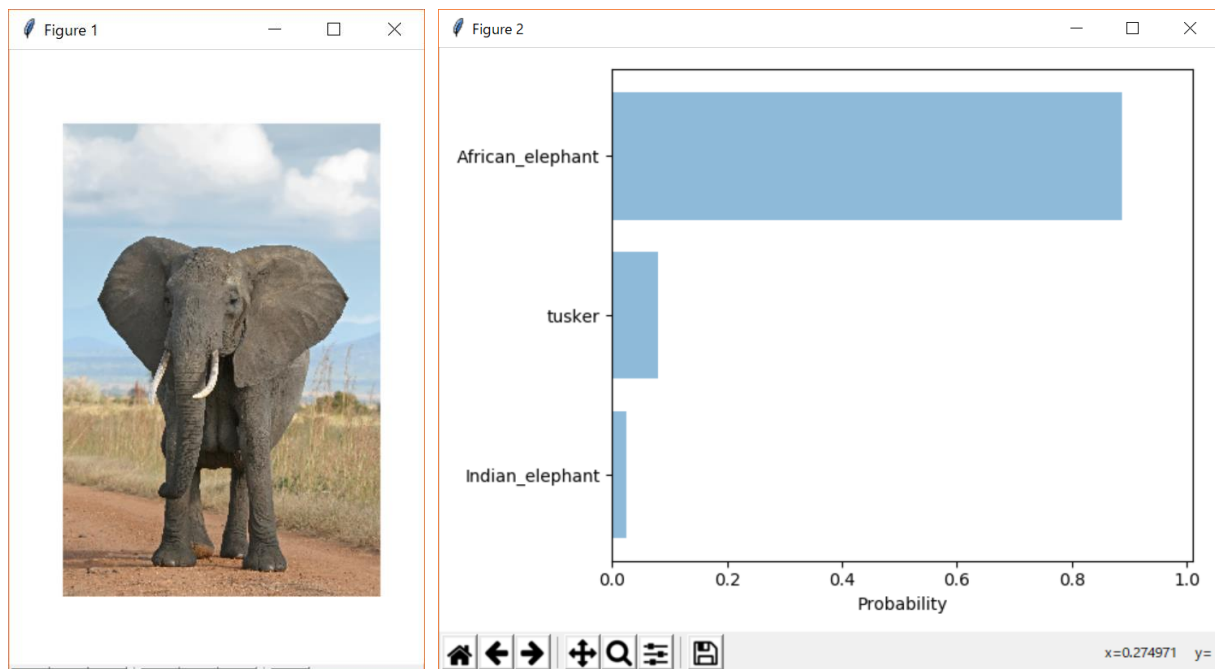 Figure 1
Figure 2
African_elephant
tusker
Indian_elephant
0.0 0.2 0.4 0.6 0.8 1.0
Probability
x=0.274971 y=